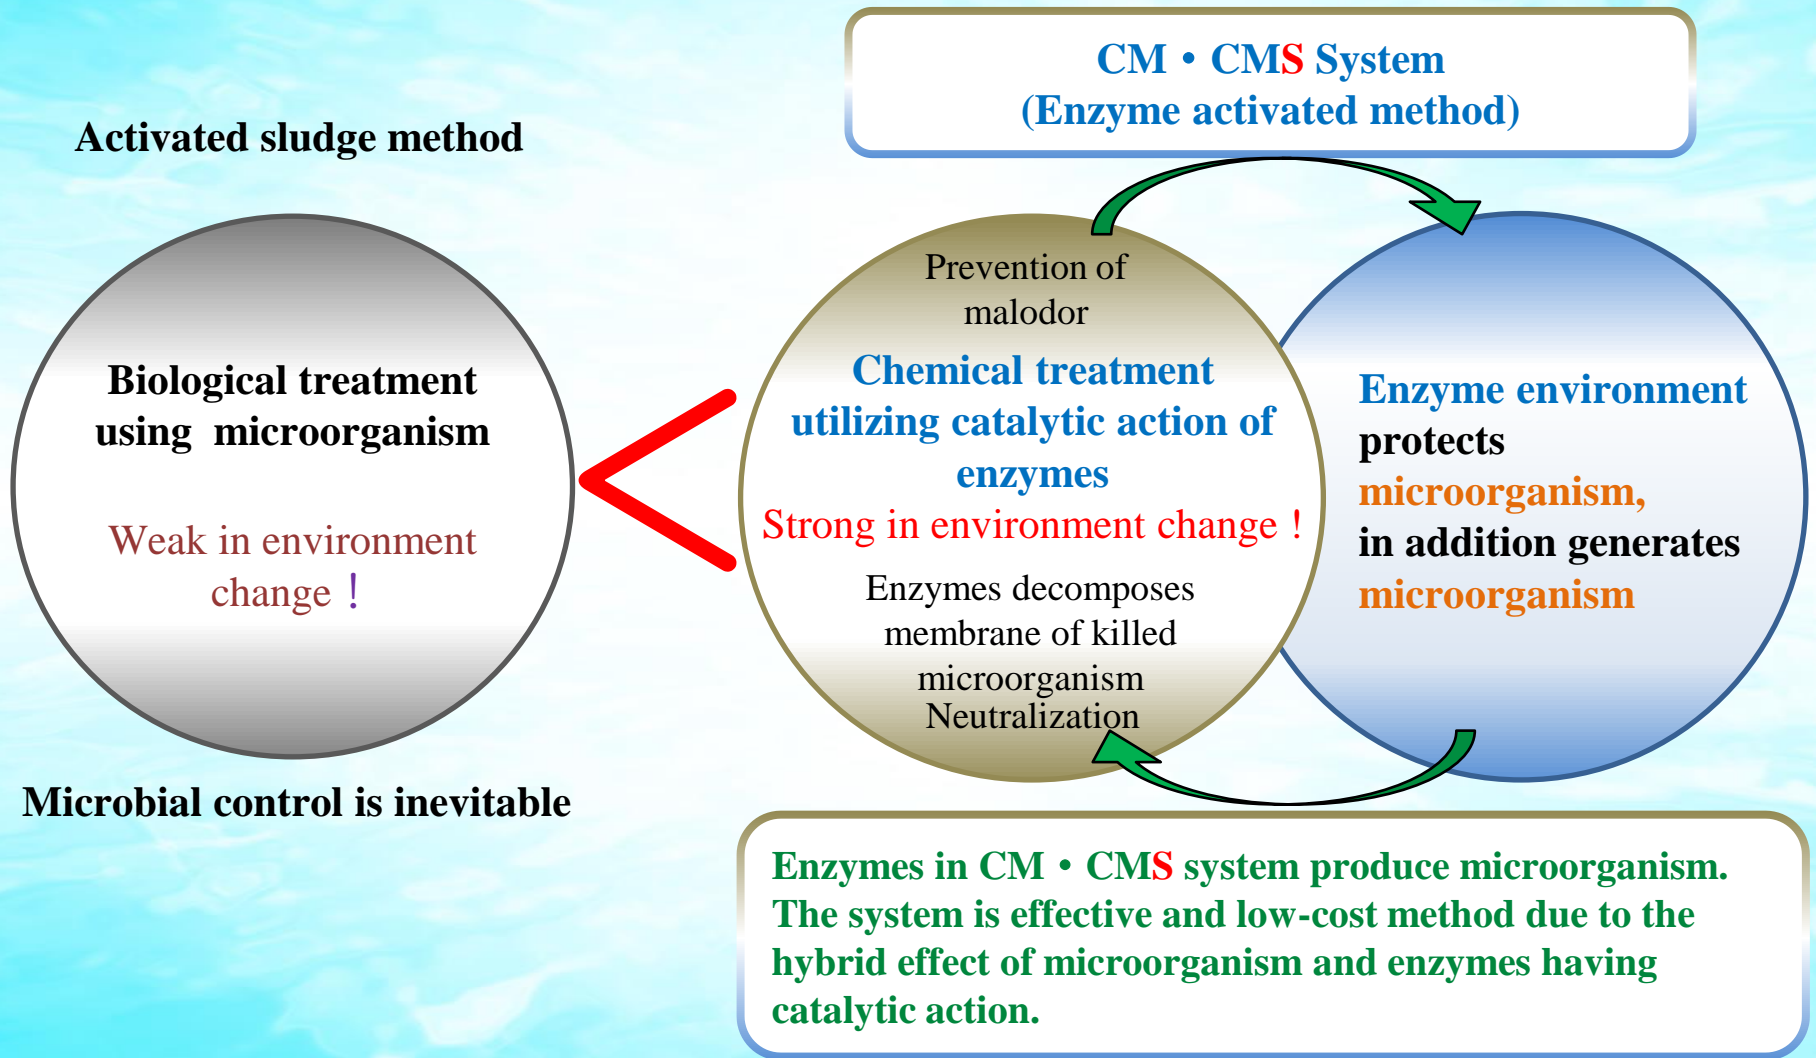 Activated sludge method
Biological treatment
using microorganism
Weak in environment
change！
Microbial control is inevitable
CM・CMS System
(Enzyme activated method)
Prevention of
malodor
Chemical treatment
utilizing catalytic action of
enzymes
Strong in environment change！
Enzymes decomposes
membrane of killed
microorganism
Neutralization
Enzyme environment
protects
microorganism,
in addition generates
microorganism
Enzymes in CM・CMS system produce microorganism.
The system is effective and low-cost method due to the
hybrid effect of microorganism and enzymes having
catalytic action.